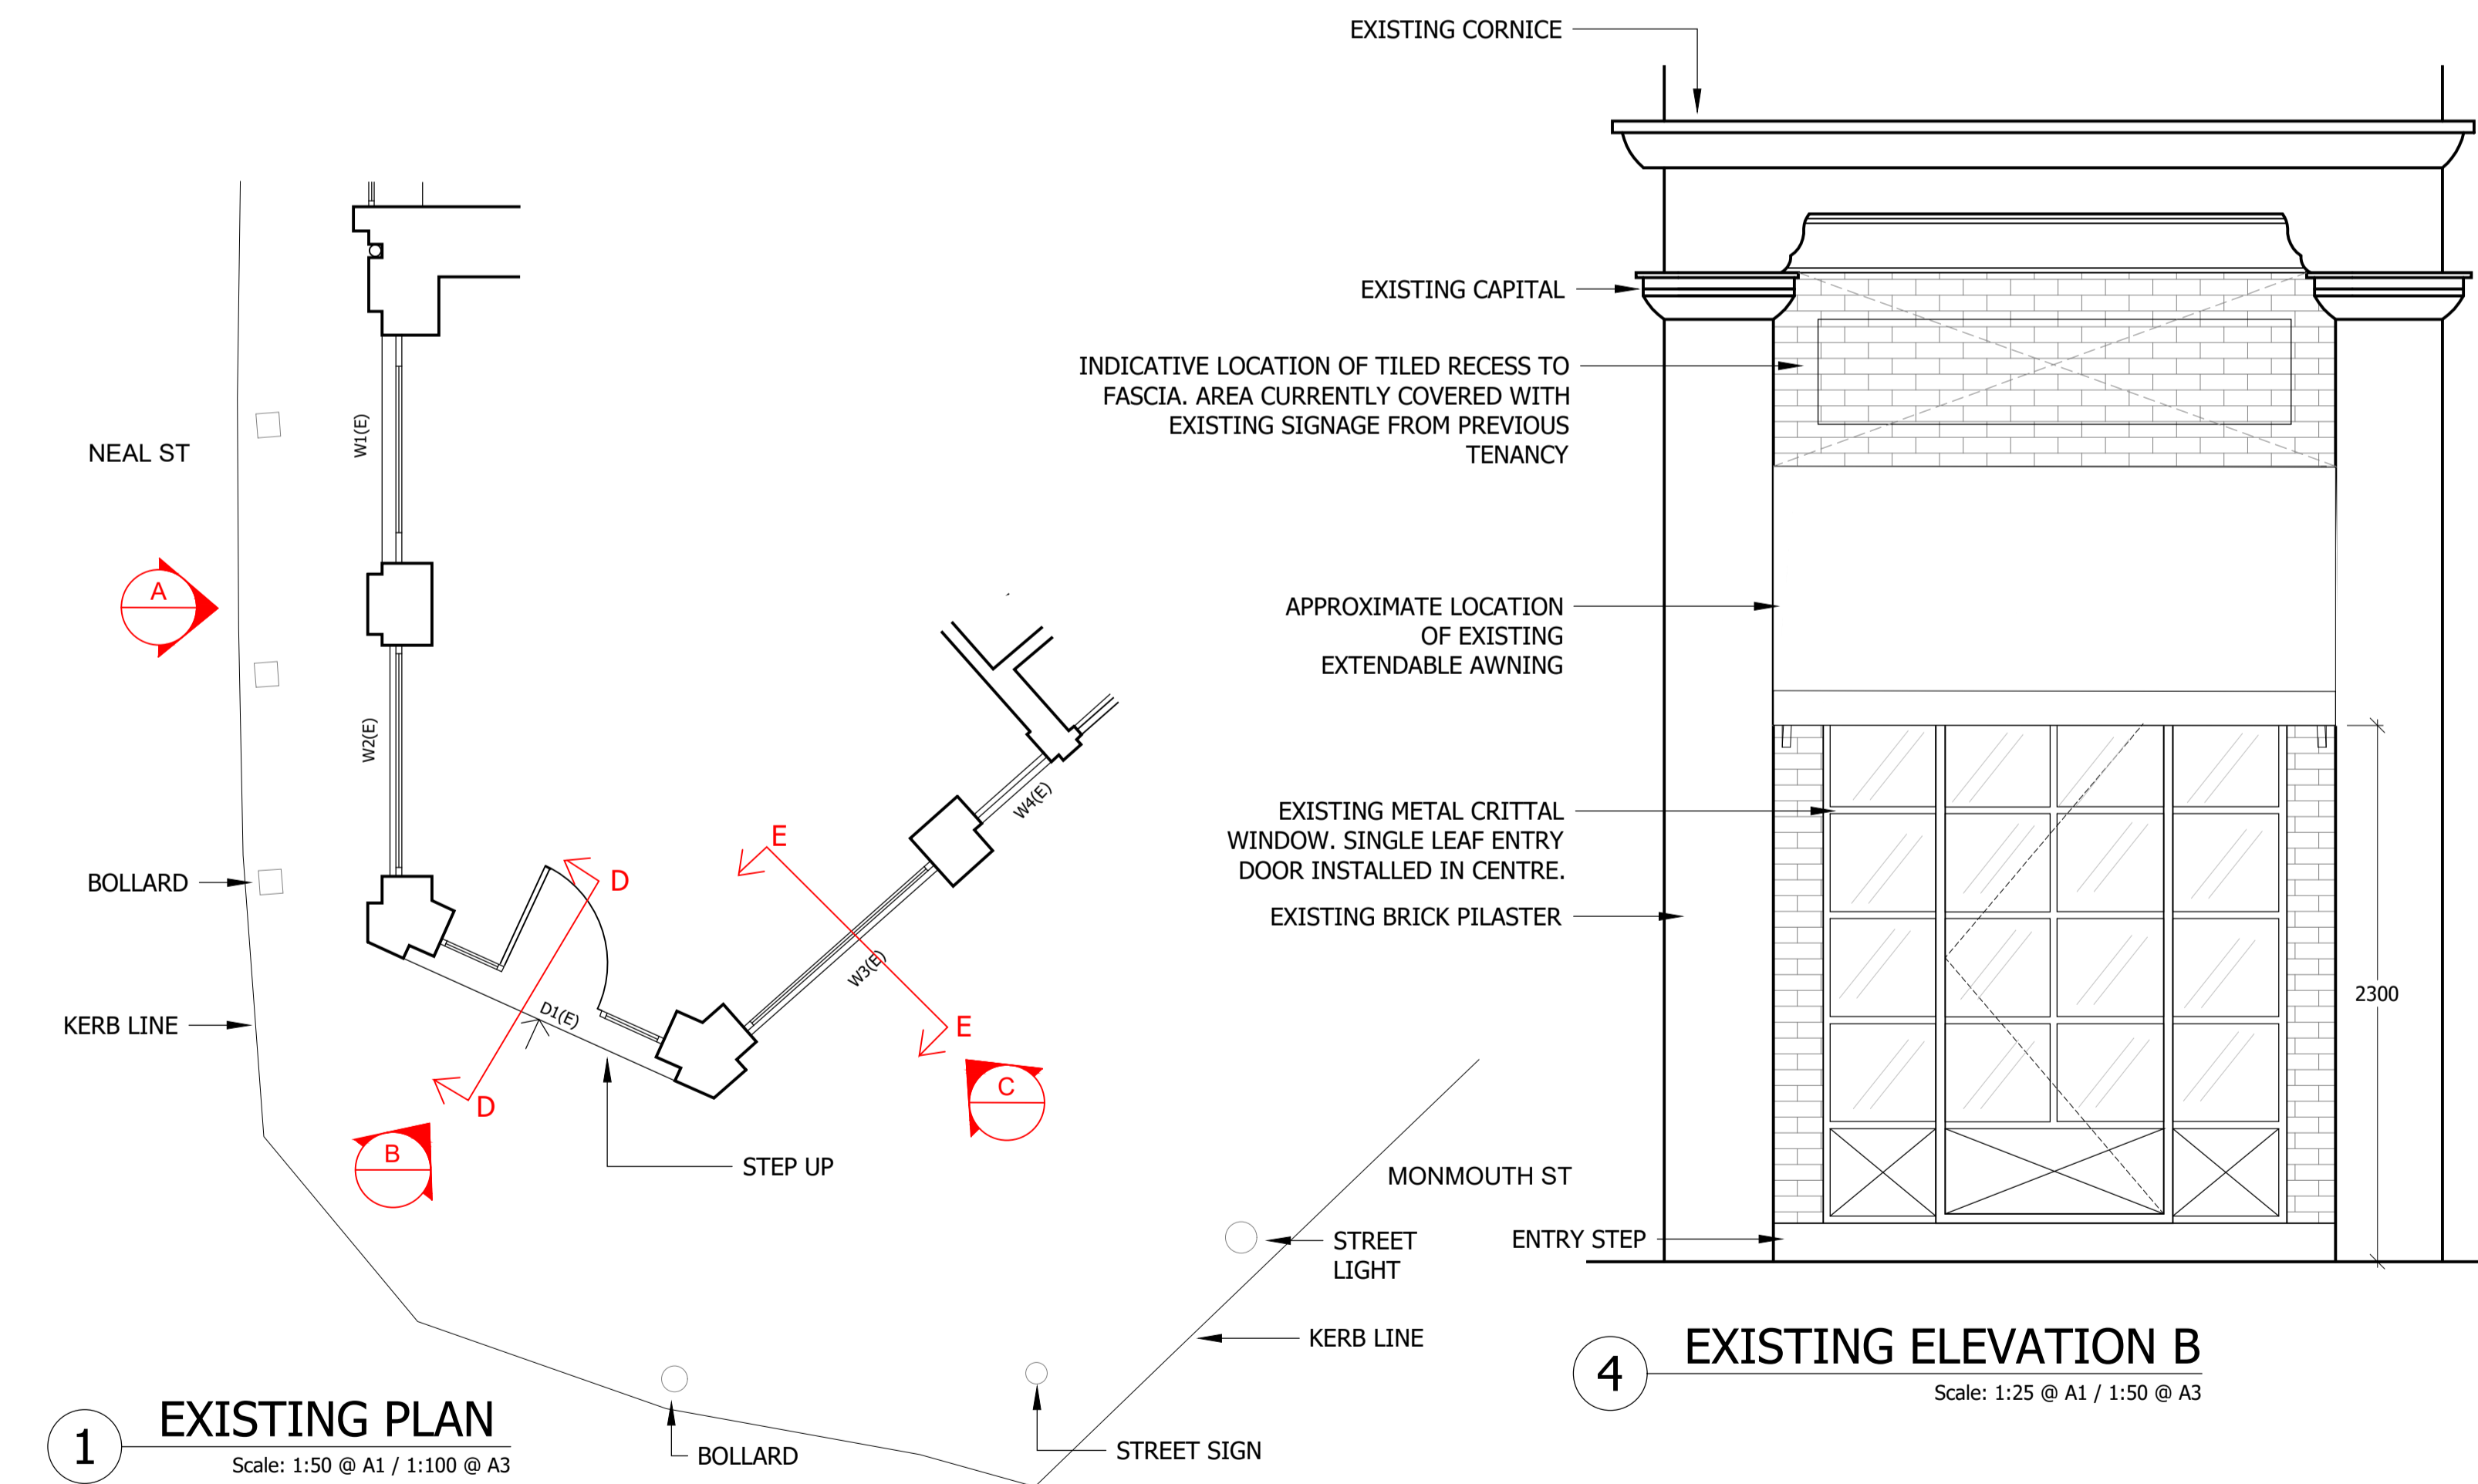 EXISTING CORNICE
EXISTING CAPITAL
INDICATIVE LOCATION OF TILED RECESS TO
FASCIA. AREA CURRENTLY COVERED WITH
EXISTING SIGNAGE FROM PREVIOUS
TENANCY
APPROXIMATE LOCATION
OF EXISTING
EXTENDABLE AWNING
EXISTING METAL CRITTAL
WINDOW. SINGLE LEAF ENTRY
DOOR INSTALLED IN CENTRE.
EXISTING BRICK PILASTER
ENTRY STEP
2300
4
EXISTING ELEVATION B
Scale: 1:25 @ A1 / 1:50 @ A3
NEAL ST
W1(E)
A
W2(E)
BOLLARD
KERB LINE
D
D
D1(E)
E
E
W3(E)
W4(E)
B
C
STEP UP
MONMOUTH ST
STREET
LIGHT
KERB LINE
STREET SIGN
BOLLARD
1
EXISTING PLAN
Scale: 1:50 @ A1 / 1:100 @ A3